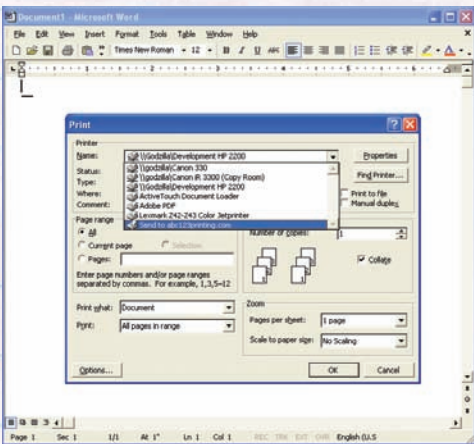 Document1 - Microsoft Word
File Edit View Insert Format Tools Table Window Help
Times New Roman 12 B I U ABC
Print
Printer
Name: \\Godzilla\Development HP 2200 Properties
\\godzilla\Canon 330
Status: \\godzilla\Canon iR 3300 (Copy Room) Find Printer...
\\Godzilla\Development HP 2200
Type: ActiveTouch Document Loader
Where: Adobe PDF Print to file
Comment: Lexmark 242-243 Color Jetprinter Manual duplex
Send to abc123printing.com
Page range
All Number of copies: 1
Current page Selection
Pages: Collate
Enter page numbers and/or page ranges
separated by commas. For example, 1,3,5-12
Print what: Document Zoom
Print: All pages in range Pages per sheet: 1 page
Scale to paper size: No Scaling
Options... OK Cancel
Page 1 Sec 1 1/1 At 1" Ln 1 Col 1 REC TRK EXT OVR English (U.S